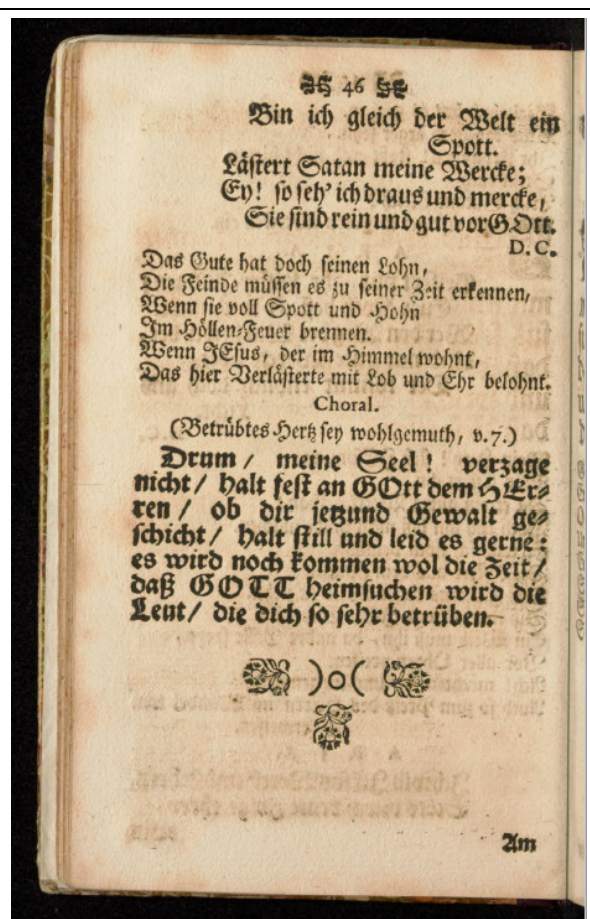 46
Bin ich gleich der Welt ein
Spott.
Lästert Satan meine Wercke;
Ey! so seh' ich draus und mercke,
Sie sind rein und gut vor GOtt.
D. C.
Das Gute hat doch seinen Lohn,
Die Feinde müssen es zu seiner Zeit erkennen,
Wenn sie voll Spott und Hohn
Im Höllen-Feuer brennen.
Wenn JEsus, der im Himmel wohnt,
Das hier Verlästerte mit Lob und Ehr belohnt.
Choral.
(Betrübtes Hertz sey wohlgemuth, v. 7.)
Drum / meine Seel! verzage
nicht / halt fest an GOtt dem HEr-
ren / ob dir jetzund Gewalt ge-
schicht / halt still und leid es gerne:
es wird noch kommen wol die Zeit /
daß GOTT heimsuchen wird die
Leut / die dich so sehr betrüben.
)o(
Am